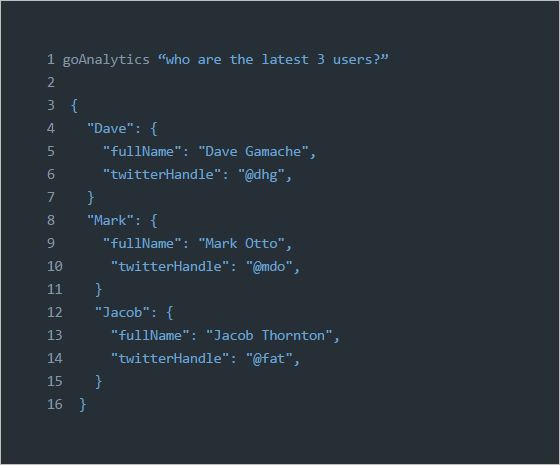 1 goAnalytics “who are the latest 3 users?”
2
3 {
4 "Dave": {
5 "fullName": "Dave Gamache",
6 "twitterHandle": "@dhg",
7 }
8 "Mark": {
9 "fullName": "Mark Otto",
10 "twitterHandle": "@mdo",
11 }
12 "Jacob": {
13 "fullName": "Jacob Thornton",
14 "twitterHandle": "@fat",
15 }
16 }